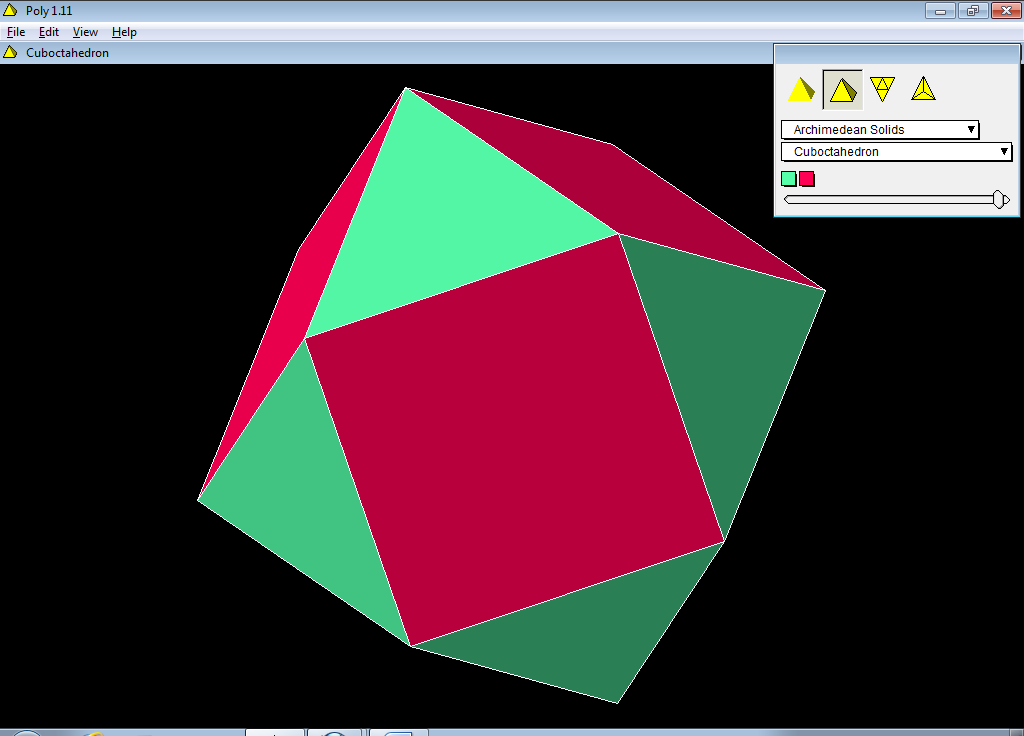 Poly 1.11
File Edit View Help
Cuboctahedron
Archimedean Solids
Cuboctahedron